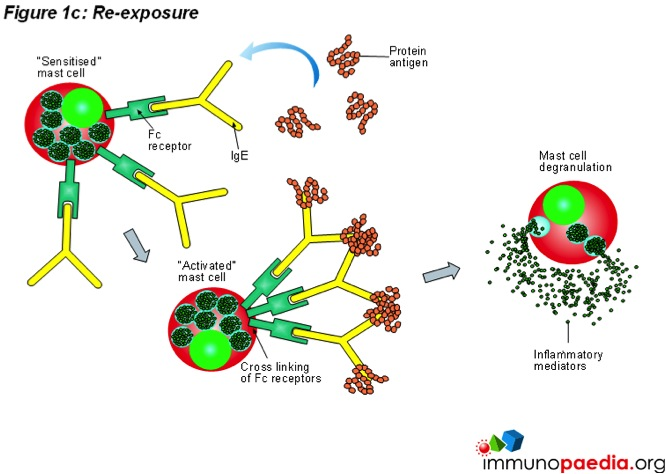 Figure 1c: Re-exposure
"Sensitised"
mast cell
Protein
antigen
Fc
receptor
IgE
Mast cell
degranulation
"Activated"
mast cell
Cross linking
of Fc receptors
Inflammatory
mediators
immunopaedia.org